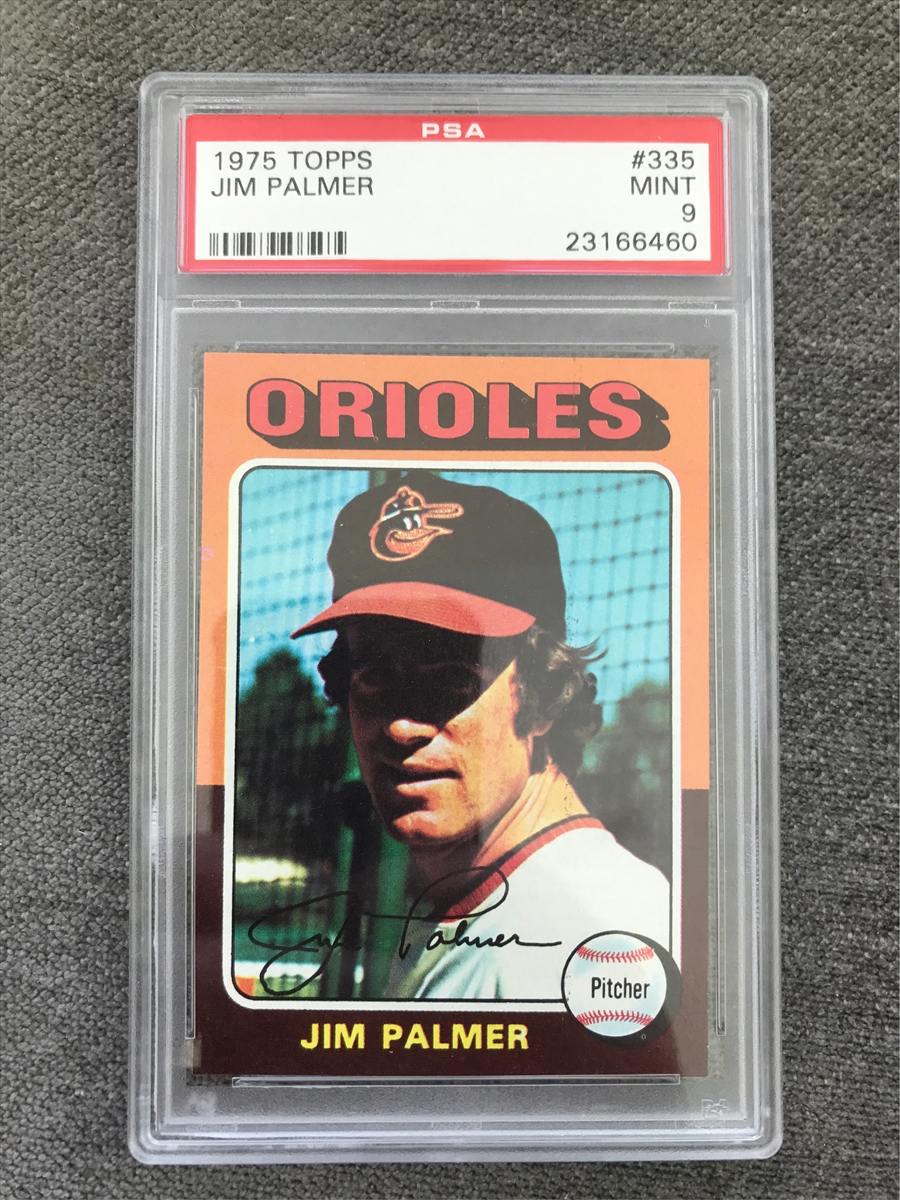 PSA
1975 TOPPS #335
JIM PALMER MINT
9
23166460
ORIOLES
Jim Palmer
Pitcher
JIM PALMER